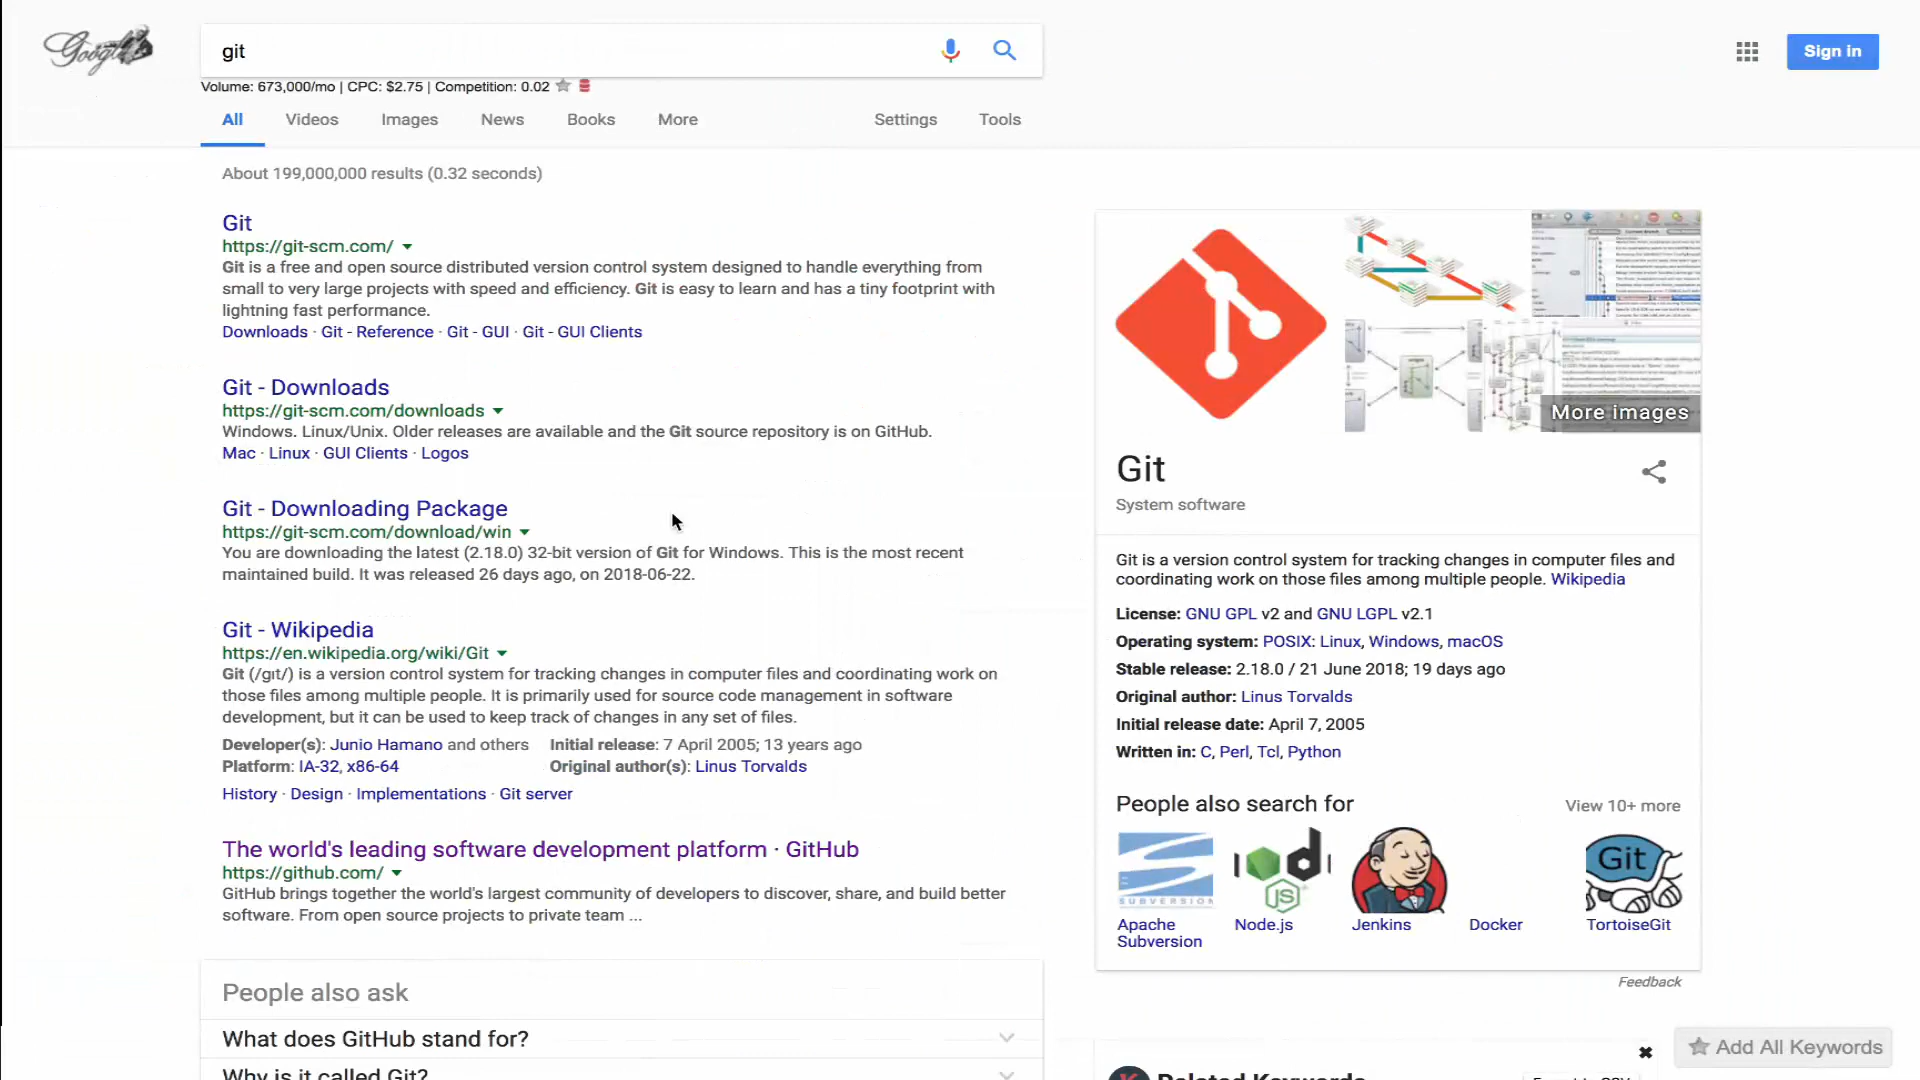 Google
git
Sign in
Volume: 673,000/mo | CPC: $2.75 | Competition: 0.02
All
Videos
Images
News
Books
More
Settings
Tools
About 199,000,000 results (0.32 seconds)
Git
https://git-scm.com/
Git is a free and open source distributed version control system designed to handle everything from
small to very large projects with speed and efficiency. Git is easy to learn and has a tiny footprint with
lightning fast performance.
Downloads · Git - Reference · Git - GUI · Git - GUI Clients
Git - Downloads
https://git-scm.com/downloads
Windows. Linux/Unix. Older releases are available and the Git source repository is on GitHub.
Mac · Linux · GUI Clients · Logos
Git - Downloading Package
https://git-scm.com/download/win
You are downloading the latest (2.18.0) 32-bit version of Git for Windows. This is the most recent
maintained build. It was released 26 days ago, on 2018-06-22.
Git - Wikipedia
https://en.wikipedia.org/wiki/Git
Git (/ɡɪt/) is a version control system for tracking changes in computer files and coordinating work on
those files among multiple people. It is primarily used for source code management in software
development, but it can be used to keep track of changes in any set of files.
Developer(s): Junio Hamano and others
Initial release: 7 April 2005; 13 years ago
Platform: IA-32, x86-64
Original author(s): Linus Torvalds
History · Design · Implementations · Git server
The world's leading software development platform · GitHub
https://github.com/
GitHub brings together the world's largest community of developers to discover, share, and build better
software. From open source projects to private team ...
People also ask
What does GitHub stand for?
Why is it called Git?
More images
Git
System software
Git is a version control system for tracking changes in computer files and
coordinating work on those files among multiple people. Wikipedia
License: GNU GPL v2 and GNU LGPL v2.1
Operating system: POSIX: Linux, Windows, macOS
Stable release: 2.18.0 / 21 June 2018; 19 days ago
Original author: Linus Torvalds
Initial release date: April 7, 2005
Written in: C, Perl, Tcl, Python
People also search for
View 10+ more
SUBVERSION
JS
Git
Apache
Subversion
Node.js
Jenkins
Docker
TortoiseGit
Feedback
Add All Keywords
Related Keywords